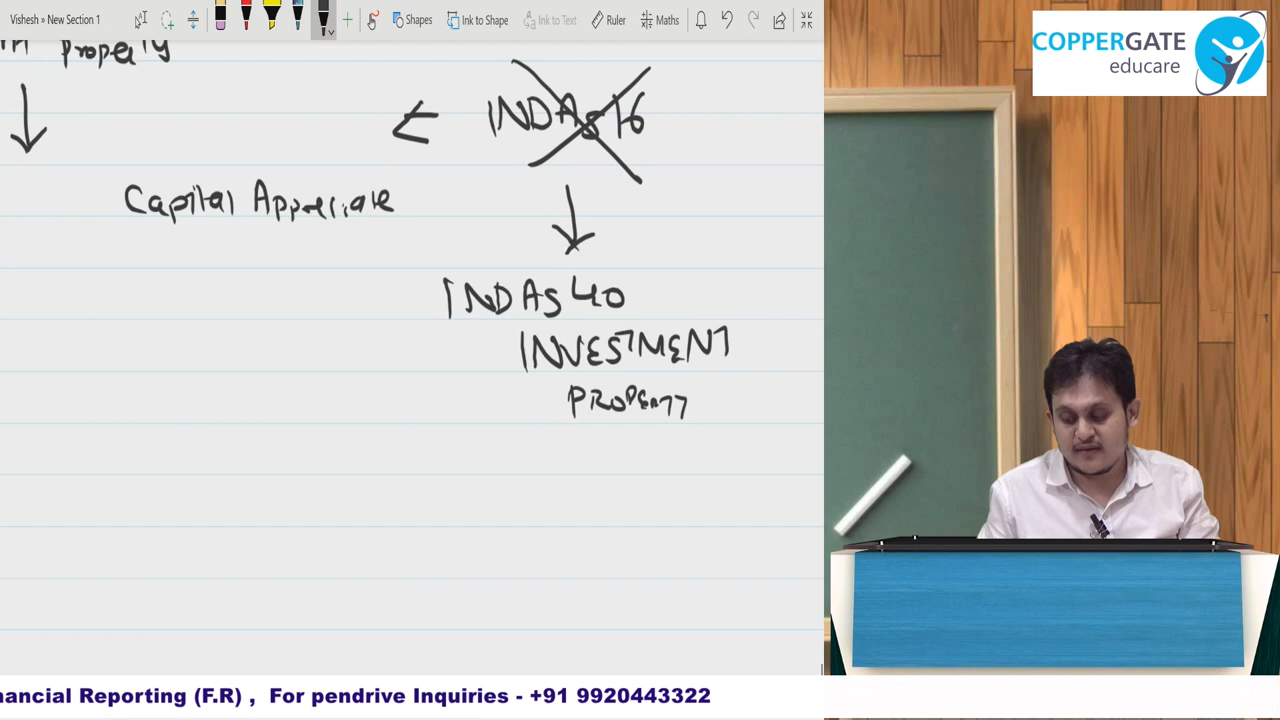 Vishesh » New Section 1
Shapes
Ink to Shape
Ink to Text
Ruler
Maths
COPPERGATE
educare
Property
INDAs 16
Capital Appreciate
INDAS 40
INVESTMENT
PROPERTY
nancial Reporting (F.R) , For pendrive Inquiries - +91 9920443322